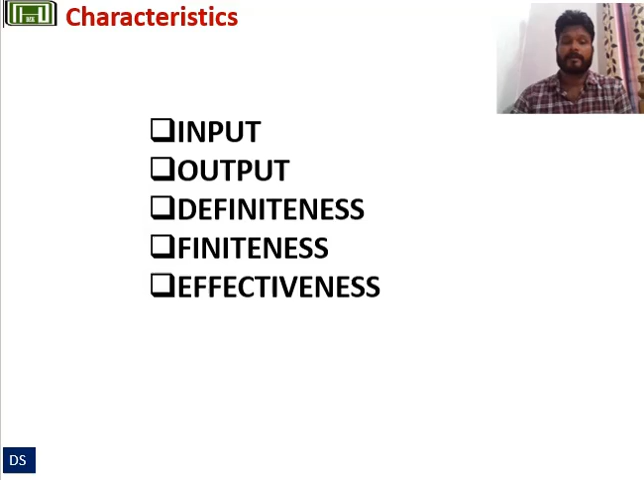 Characteristics
INPUT
OUTPUT
DEFINITENESS
FINITENESS
EFFECTIVENESS
DS